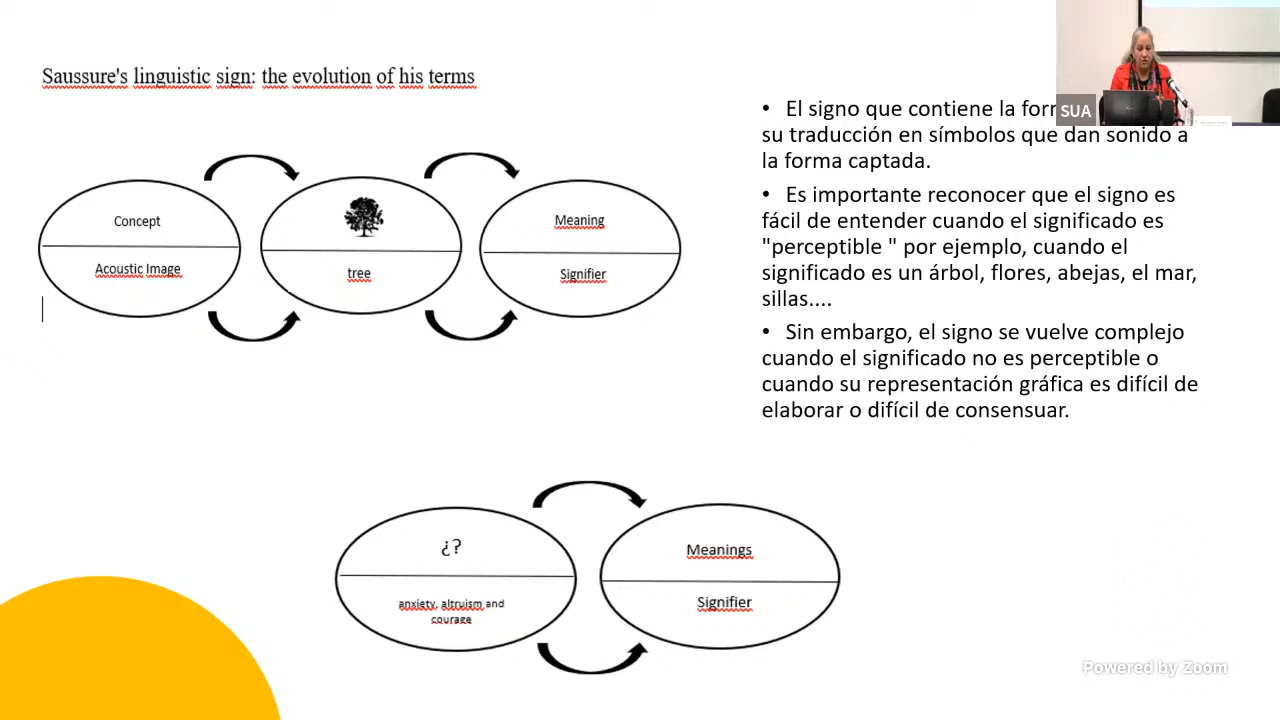 Saussure's linguistic sign: the evolution of his terms
Concept
Acoustic Image
tree
Meaning
Signifier
• El signo que contiene la
su traducción en símbolos que dan sonido a
la forma captada.
• Es importante reconocer que el signo es
fácil de entender cuando el significado es
"perceptible " por ejemplo, cuando el
significado es un árbol, flores, abejas, el mar,
sillas....
• Sin embargo, el signo se vuelve complejo
cuando el significado no es perceptible o
cuando su representación gráfica es difícil de
elaborar o difícil de consensuar.
SUA
¿?
anxiety, altruism and
courage
Meanings
Signifier
Powered by Zoom